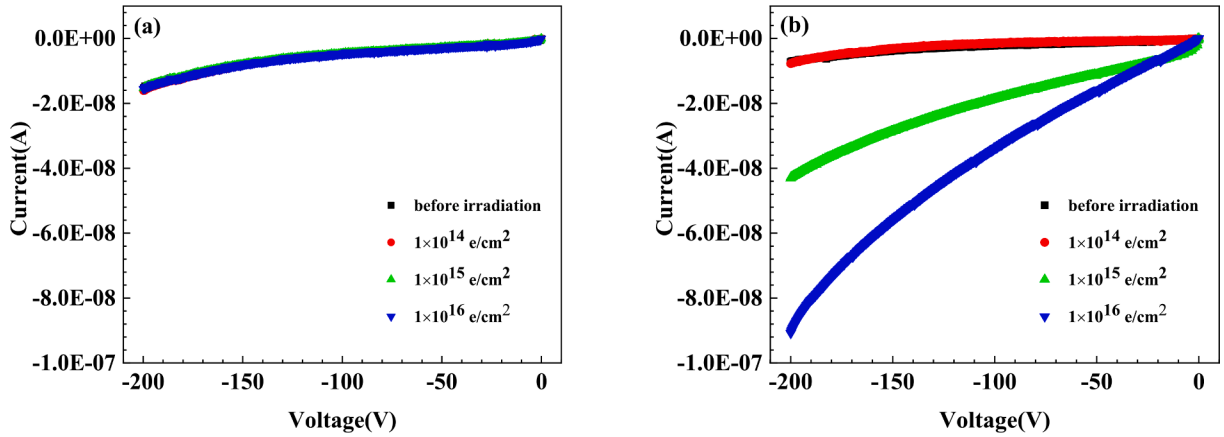 (a)
0.0E+00
-2.0E-08
-4.0E-08
-6.0E-08
-8.0E-08
-1.0E-07
Current(A)
before irradiation
1×10¹⁴ e/cm²
1×10¹⁵ e/cm²
1×10¹⁶ e/cm²
-200 -150 -100 -50 0
Voltage(V)
(b)
0.0E+00
-2.0E-08
-4.0E-08
-6.0E-08
-8.0E-08
-1.0E-07
Current(A)
before irradiation
1×10¹⁴ e/cm²
1×10¹⁵ e/cm²
1×10¹⁶ e/cm²
-200 -150 -100 -50 0
Voltage(V)